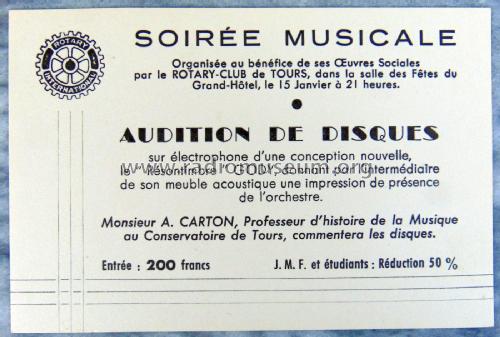 ROTARY
INTERNATIONAL
SOIRÉE MUSICALE
Organisée au bénéfice de ses Œuvres Sociales
par le ROTARY-CLUB de TOURS, dans la salle des Fêtes du
Grand-Hôtel, le 15 Janvier à 21 heures.
AUDITION DE DISQUES
sur électrophone d'une conception nouvelle,
www.radiomuseum.org
le donnant par l'intermédiaire
de son meuble acoustique une impression de présence
de l'orchestre.
Monsieur A. CARTON, Professeur d'histoire de la Musique
au Conservatoire de Tours, commentera les disques.
Entrée : 200 francs
J. M. F. et étudiants : Réduction 50 %